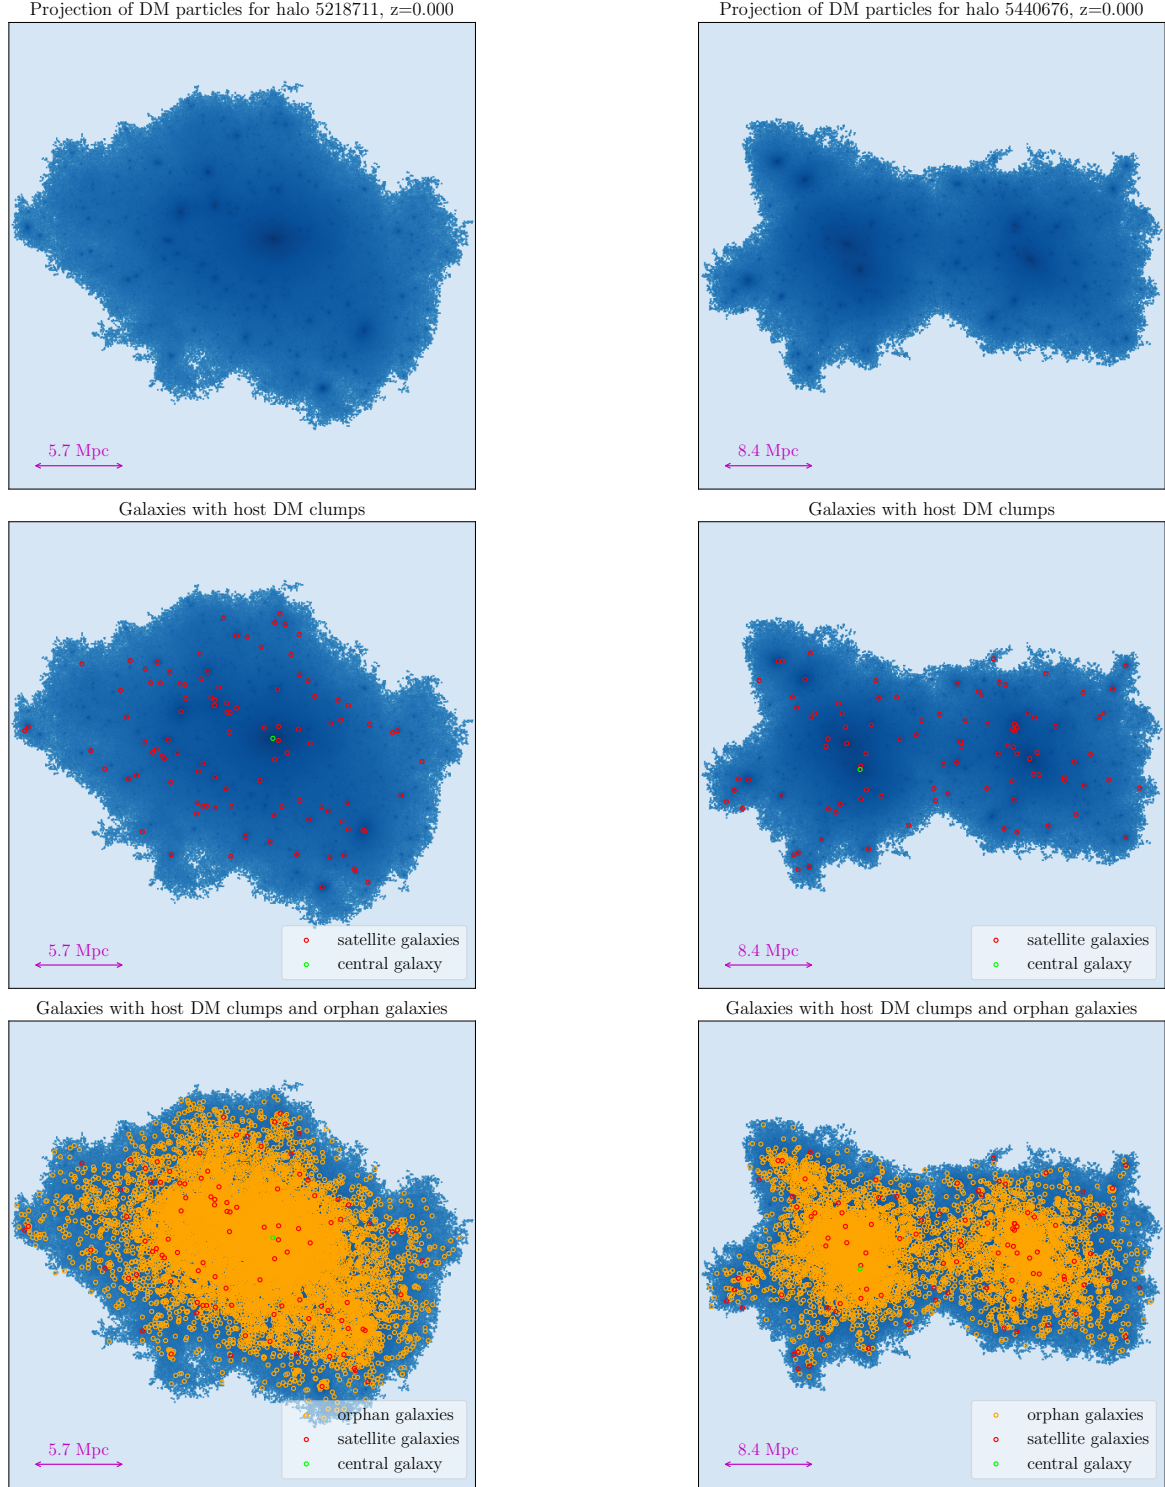 Projection of DM particles for halo 5218711, z=0.000
5.7 Mpc
Projection of DM particles for halo 5440676, z=0.000
8.4 Mpc
Galaxies with host DM clumps
satellite galaxies
central galaxy
5.7 Mpc
Galaxies with host DM clumps
satellite galaxies
central galaxy
8.4 Mpc
Galaxies with host DM clumps and orphan galaxies
orphan galaxies
satellite galaxies
central galaxy
5.7 Mpc
Galaxies with host DM clumps and orphan galaxies
orphan galaxies
satellite galaxies
central galaxy
8.4 Mpc